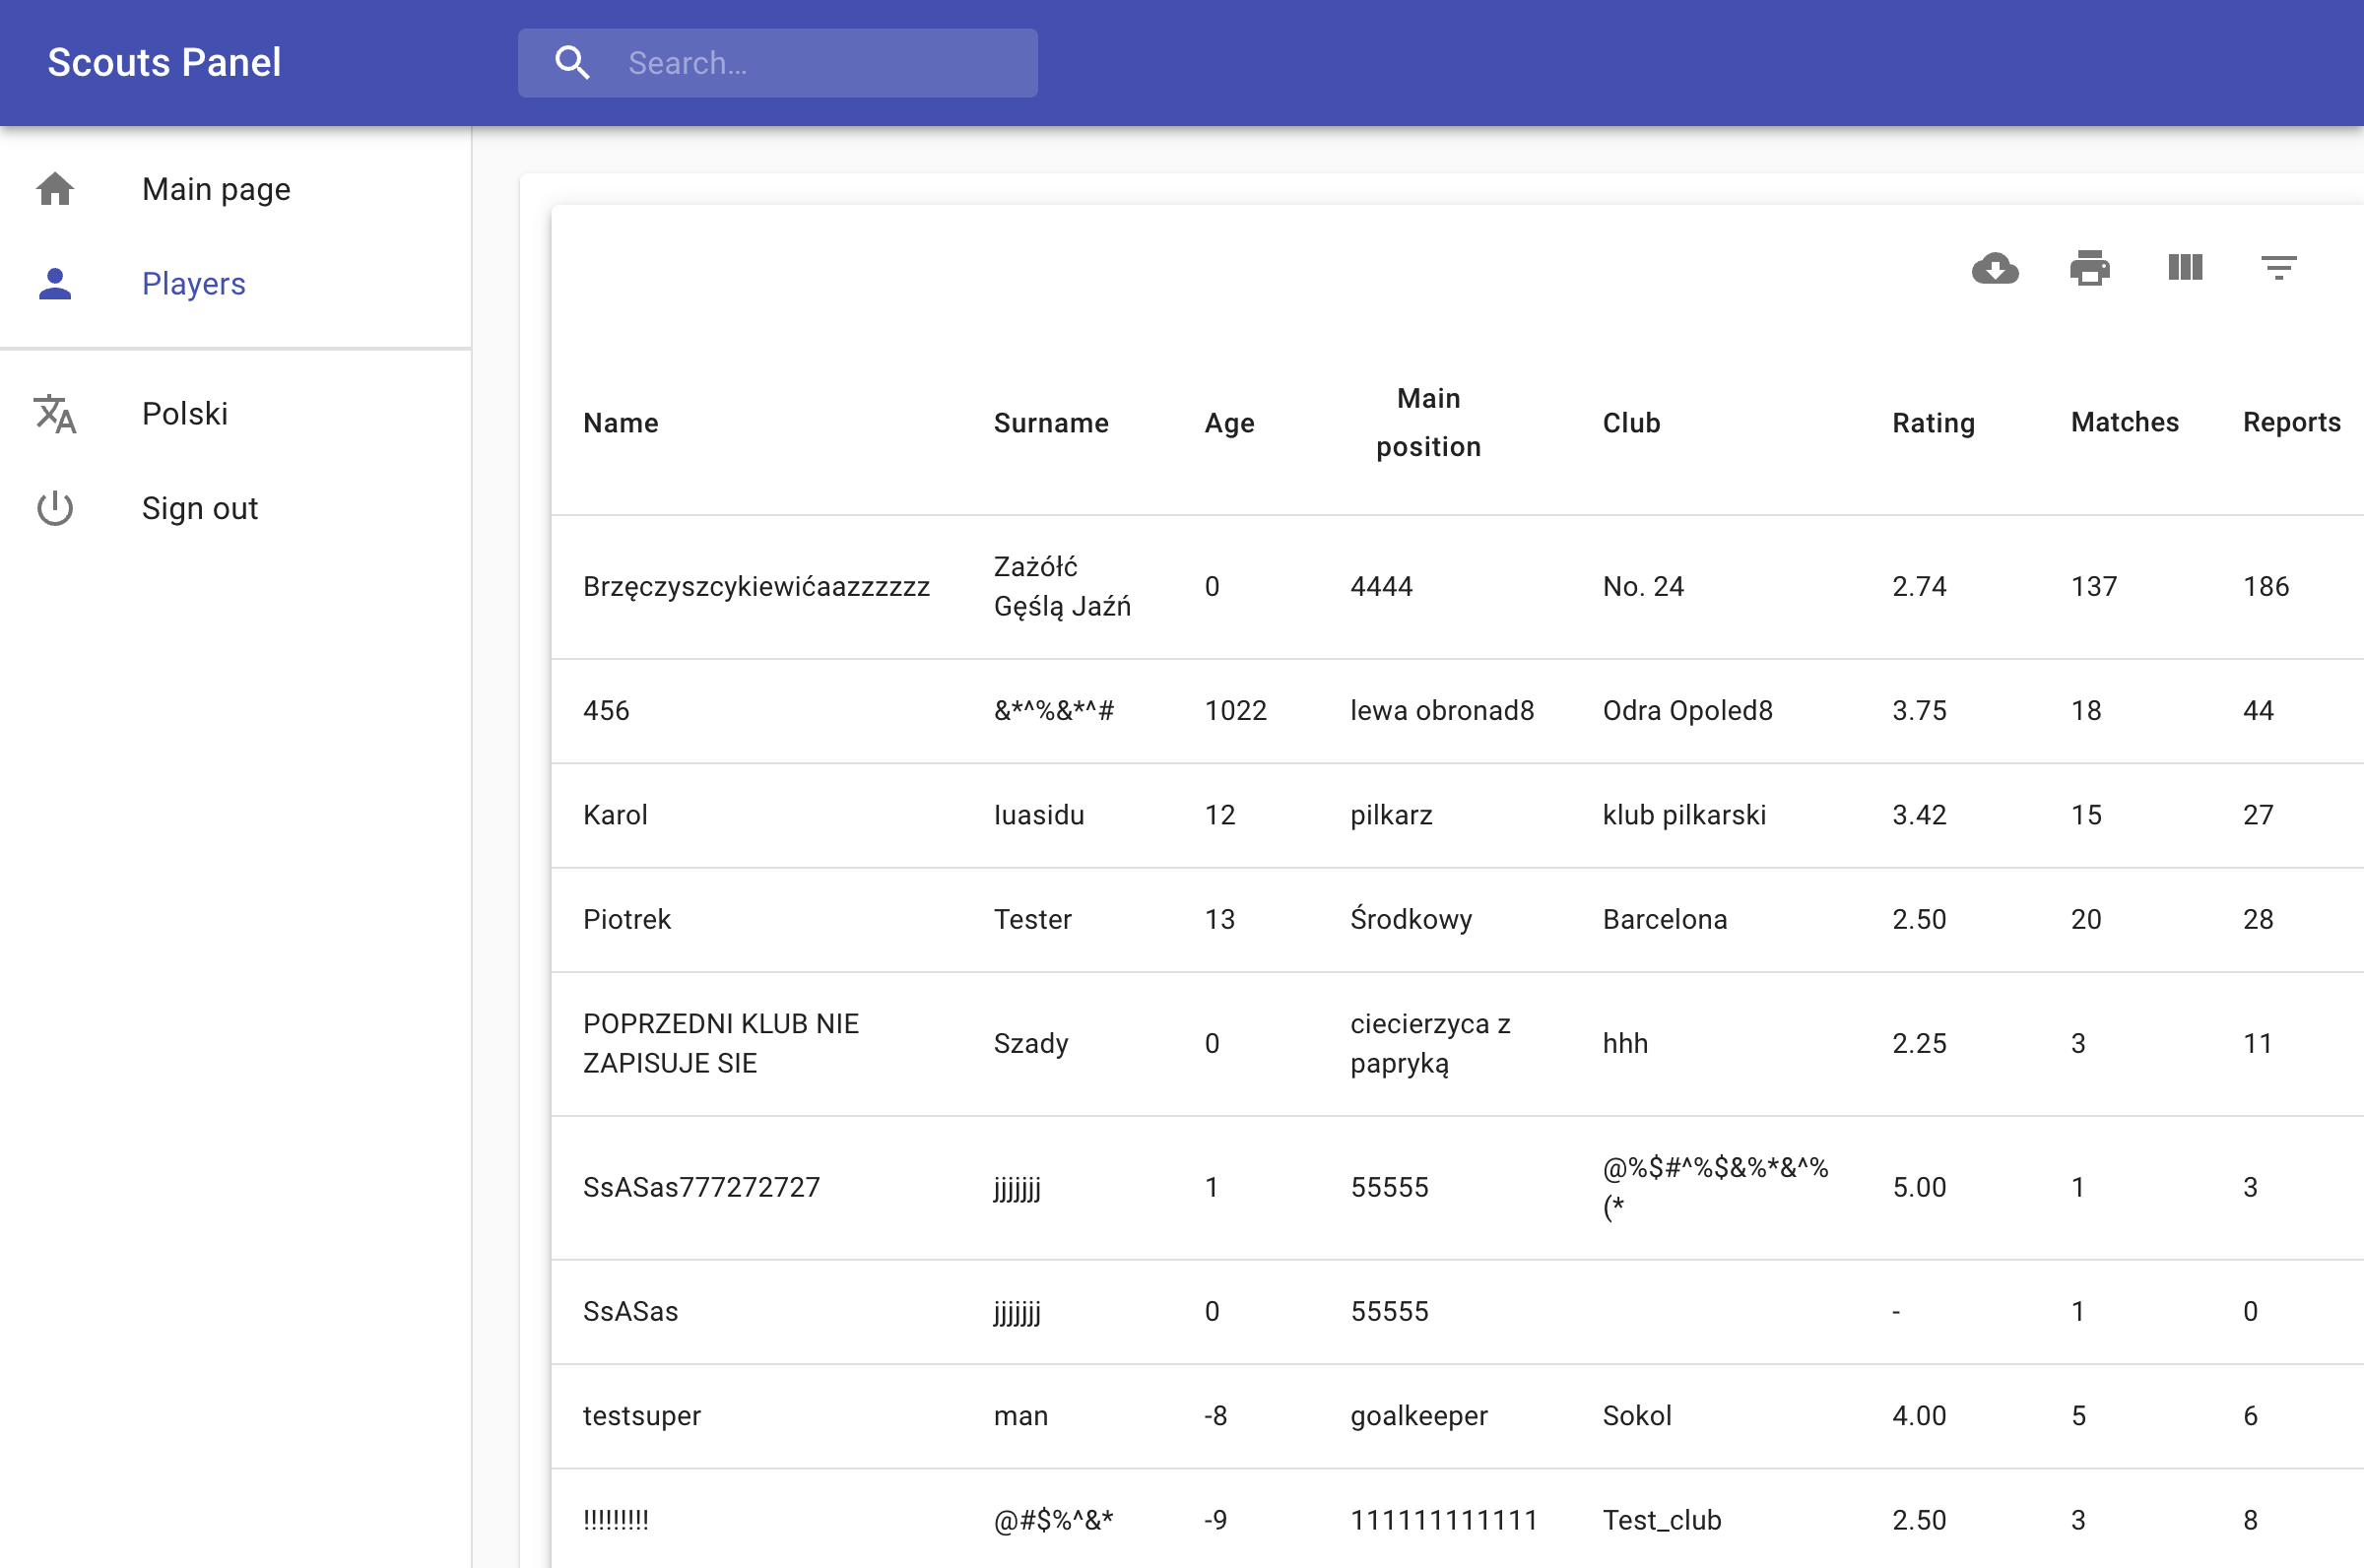 Scouts Panel
Search...
Main page
Players
Polski
Sign out
Name Surname Age Main position Club Rating Matches Reports
Brzęczyszcykiewićaazzzzzz Zażółć Gęślą Jaźń 0 4444 No. 24 2.74 137 186
456 &*^%&*^# 1022 lewa obronad8 Odra Opoled8 3.75 18 44
Karol Iuasidu 12 pilkarz klub pilkarski 3.42 15 27
Piotrek Tester 13 Środkowy Barcelona 2.50 20 28
POPRZEDNI KLUB NIE ZAPISUJE SIE Szady 0 ciecierzyca z papryką hhh 2.25 3 11
SsASas777272727 jjjjjjj 1 55555 @%$#^%$&%*&^%(* 5.00 1 3
SsASas jjjjjjj 0 55555 - 1 0
testsuper man -8 goalkeeper Sokol 4.00 5 6
!!!!!!!!! @#$%^&* -9 111111111111 Test_club 2.50 3 8